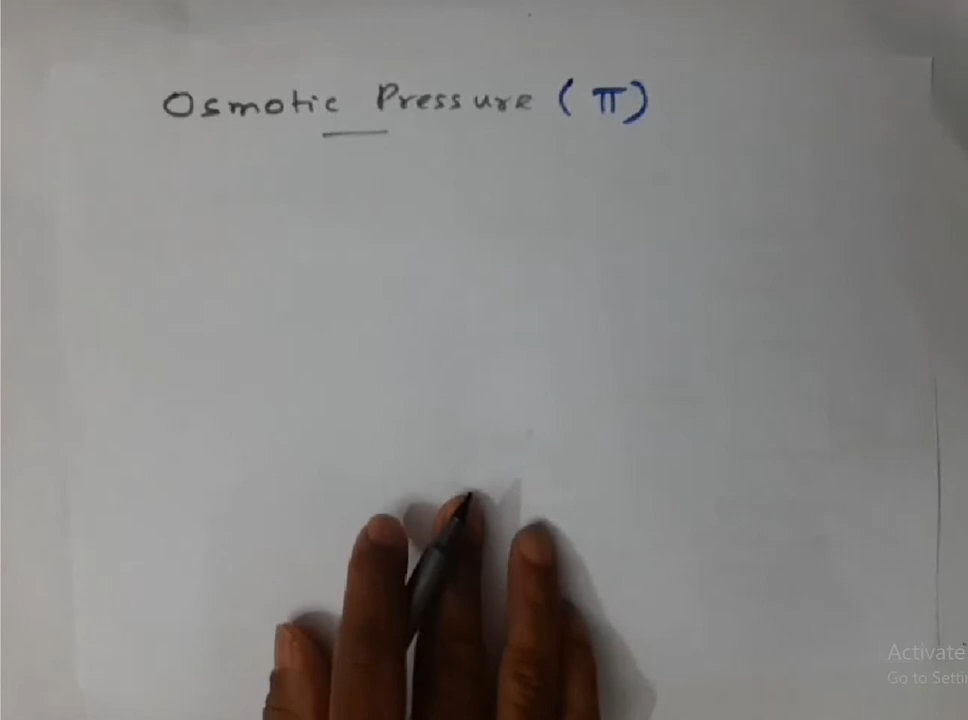 Osmotic Pressure (π)
Activate
Go to Setti